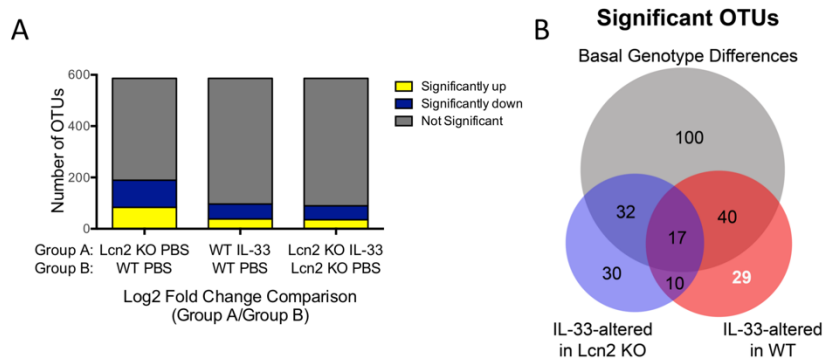 A
Number of OTUs
600
400
200
0
Significantly up
Significantly down
Not Significant
Group A: Lcn2 KO PBS WT IL-33 Lcn2 KO IL-33
Group B: WT PBS WT PBS Lcn2 KO PBS
Log2 Fold Change Comparison
(Group A/Group B)
B
Significant OTUs
Basal Genotype Differences
100
32
17
40
30
10
29
IL-33-altered
in Lcn2 KO
IL-33-altered
in WT